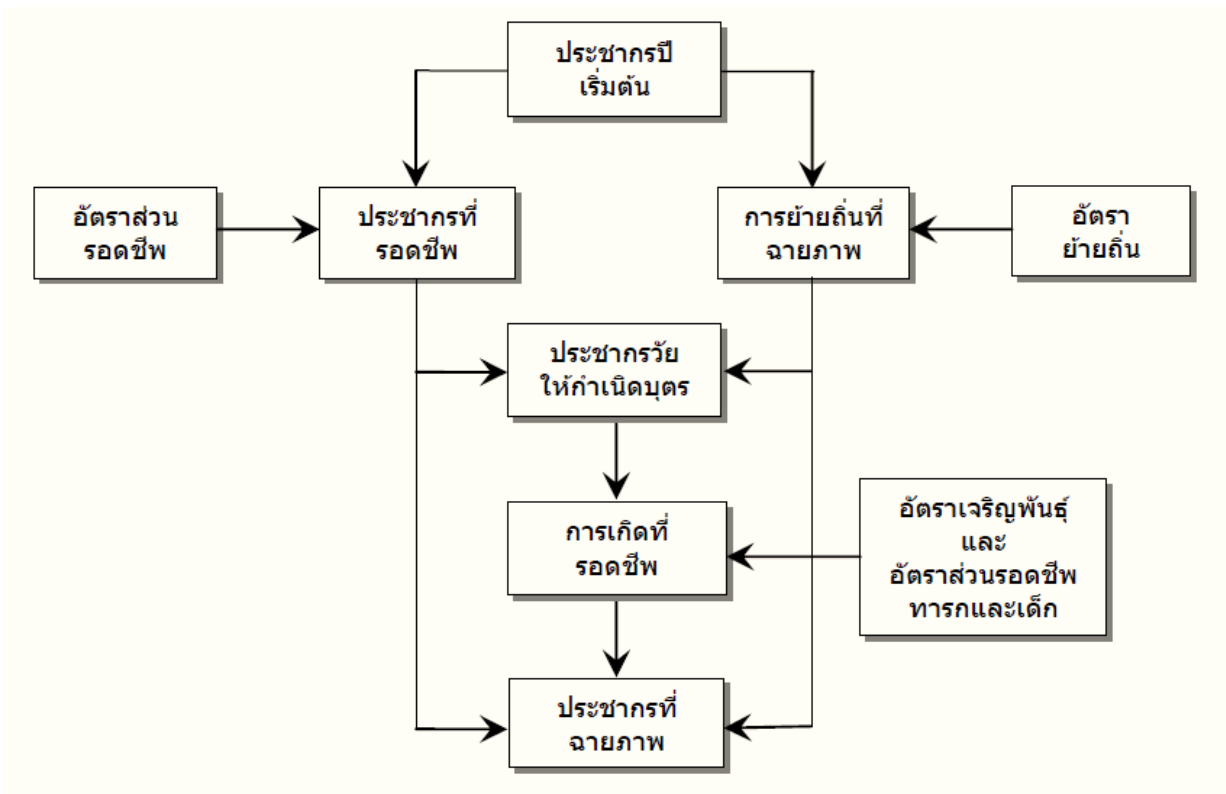 ประชากรปี
เริ่มต้น
อัตราส่วน
รอดชีพ
ประชากรที่
รอดชีพ
การย้ายถิ่นที่
ฉายภาพ
อัตรา
ย้ายถิ่น
ประชากรวัย
ให้กำเนิดบุตร
การเกิดที่
รอดชีพ
อัตราเจริญพันธุ์
และ
อัตราส่วนรอดชีพ
ทารกและเด็ก
ประชากรที่
ฉายภาพ